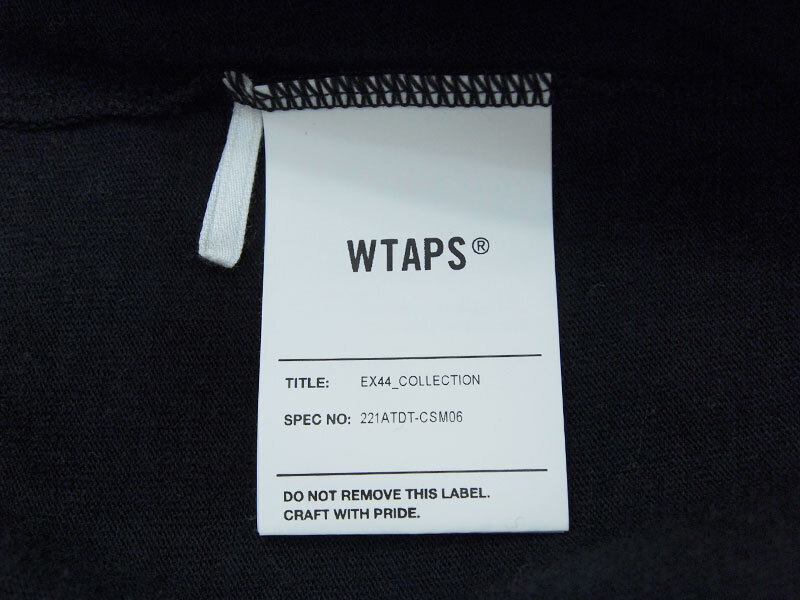 WTAPS®
TITLE: EX44_COLLECTION
SPEC NO: 221ATDT-CSM06
DO NOT REMOVE THIS LABEL.
CRAFT WITH PRIDE.